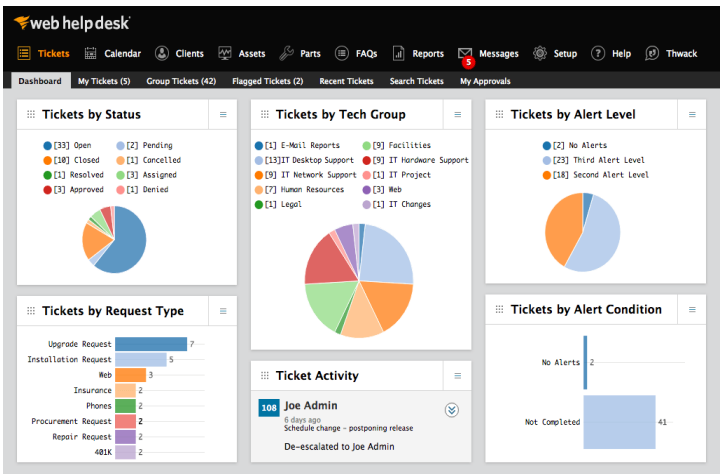 web help desk
Tickets Calendar Clients Assets Parts FAQs Reports Messages Setup Help Thwack
5
Dashboard My Tickets (5) Group Tickets (42) Flagged Tickets (2) Recent Tickets Search Tickets My Approvals
Tickets by Status
[33] Open [2] Pending
[10] Closed [1] Cancelled
[1] Resolved [3] Assigned
[3] Approved [1] Denied
Tickets by Tech Group
[1] E-Mail Reports [9] Facilities
[13]IT Desktop Support [9] IT Hardware Support
[9] IT Network Support [1] IT Project
[7] Human Resources [3] Web
[1] Legal [1] IT Changes
Tickets by Alert Level
[2] No Alerts
[23] Third Alert Level
[18] Second Alert Level
Tickets by Request Type
Upgrade Request 7
Installation Request 5
Web 3
Insurance 2
Phones 2
Procurement Request 2
Repair Request 2
401K 2
Ticket Activity
108 Joe Admin
6 days ago
Schedule change - postponing release
De-escalated to Joe Admin
Tickets by Alert Condition
No Alerts 2
Not Completed 41